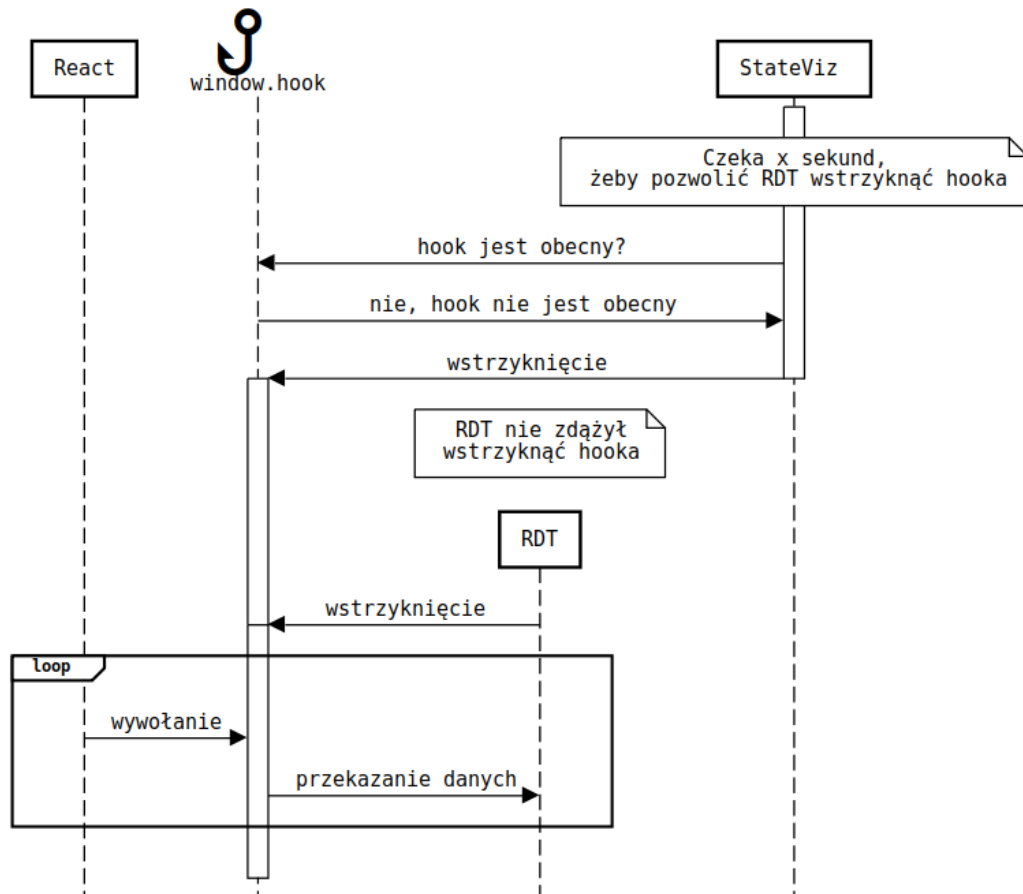 React
window.hook
StateViz
Czeka x sekund,
żeby pozwolić RDT wstrzyknąć hooka
hook jest obecny?
nie, hook nie jest obecny
wstrzyknięcie
RDT nie zdążył
wstrzyknąć hooka
RDT
wstrzyknięcie
loop
wywołanie
przekazanie danych